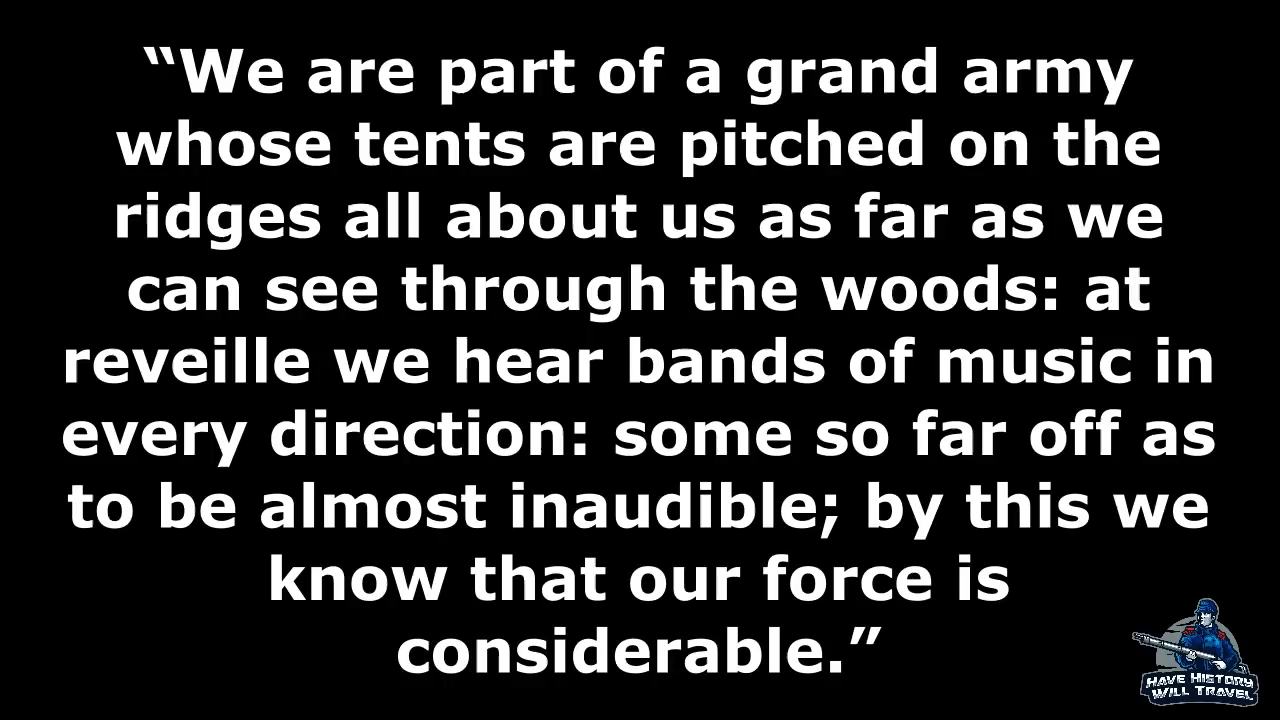 “We are part of a grand army
whose tents are pitched on the
ridges all about us as far as we
can see through the woods: at
reveille we hear bands of music in
every direction: some so far off as
to be almost inaudible; by this we
know that our force is
considerable.”
HAVE HISTORY
WILL TRAVEL